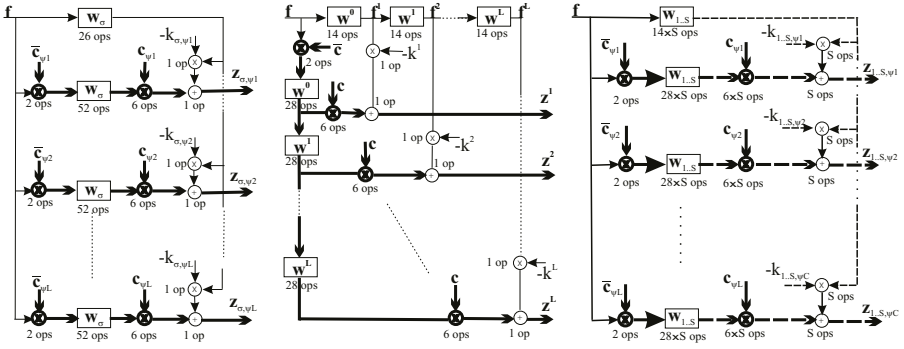 f
W_σ
26 ops
-k_σ,ψ1
c̅_ψ1
c_ψ1
1 op
x
z_σ,ψ1
W_σ
+
2 ops
52 ops
6 ops
1 op
-k_σ,ψ2
c̅_ψ2
c_ψ2
1 op
x
z_σ,ψ2
W_σ
+
2 ops
52 ops
6 ops
1 op
-k_σ,ψL
c̅_ψL
c_ψL
1 op
x
z_σ,ψL
W_σ
+
2 ops
52 ops
6 ops
1 op
f
W^0
f^1
W^1
f^2
W^L
f^L
14 ops
14 ops
14 ops
c̅
x
-k^1
2 ops
1 op
W^0
28 ops
c
1 op
z^1
+
6 ops
W^1
28 ops
1 op
x
-k^2
c
1 op
z^2
+
6 ops
W^L
28 ops
1 op
x
-k^L
c
z^L
+
6 ops
1 op
f
W_1..S
14×S ops
-k_1..S,ψ1
x
c̅_ψ1
c_ψ1
S ops
z_1..S,ψ1
W_1..S
+
2 ops
28×S ops
6×S ops
S ops
-k_1..S,ψ2
x
c̅_ψ2
c_ψ2
S ops
z_1..S,ψ2
W_1..S
+
2 ops
28×S ops
6×S ops
S ops
-k_1..S,ψC
x
c̅_ψL
c_ψL
S ops
z_1..S,ψC
W_1..S
+
2 ops
28×S ops
6×S ops
S ops